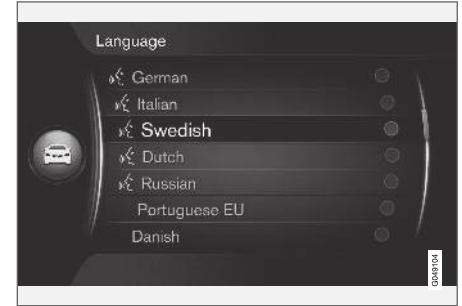 Language
German
Italian
Swedish
Dutch
Russian
Portuguese EU
Danish
G049104